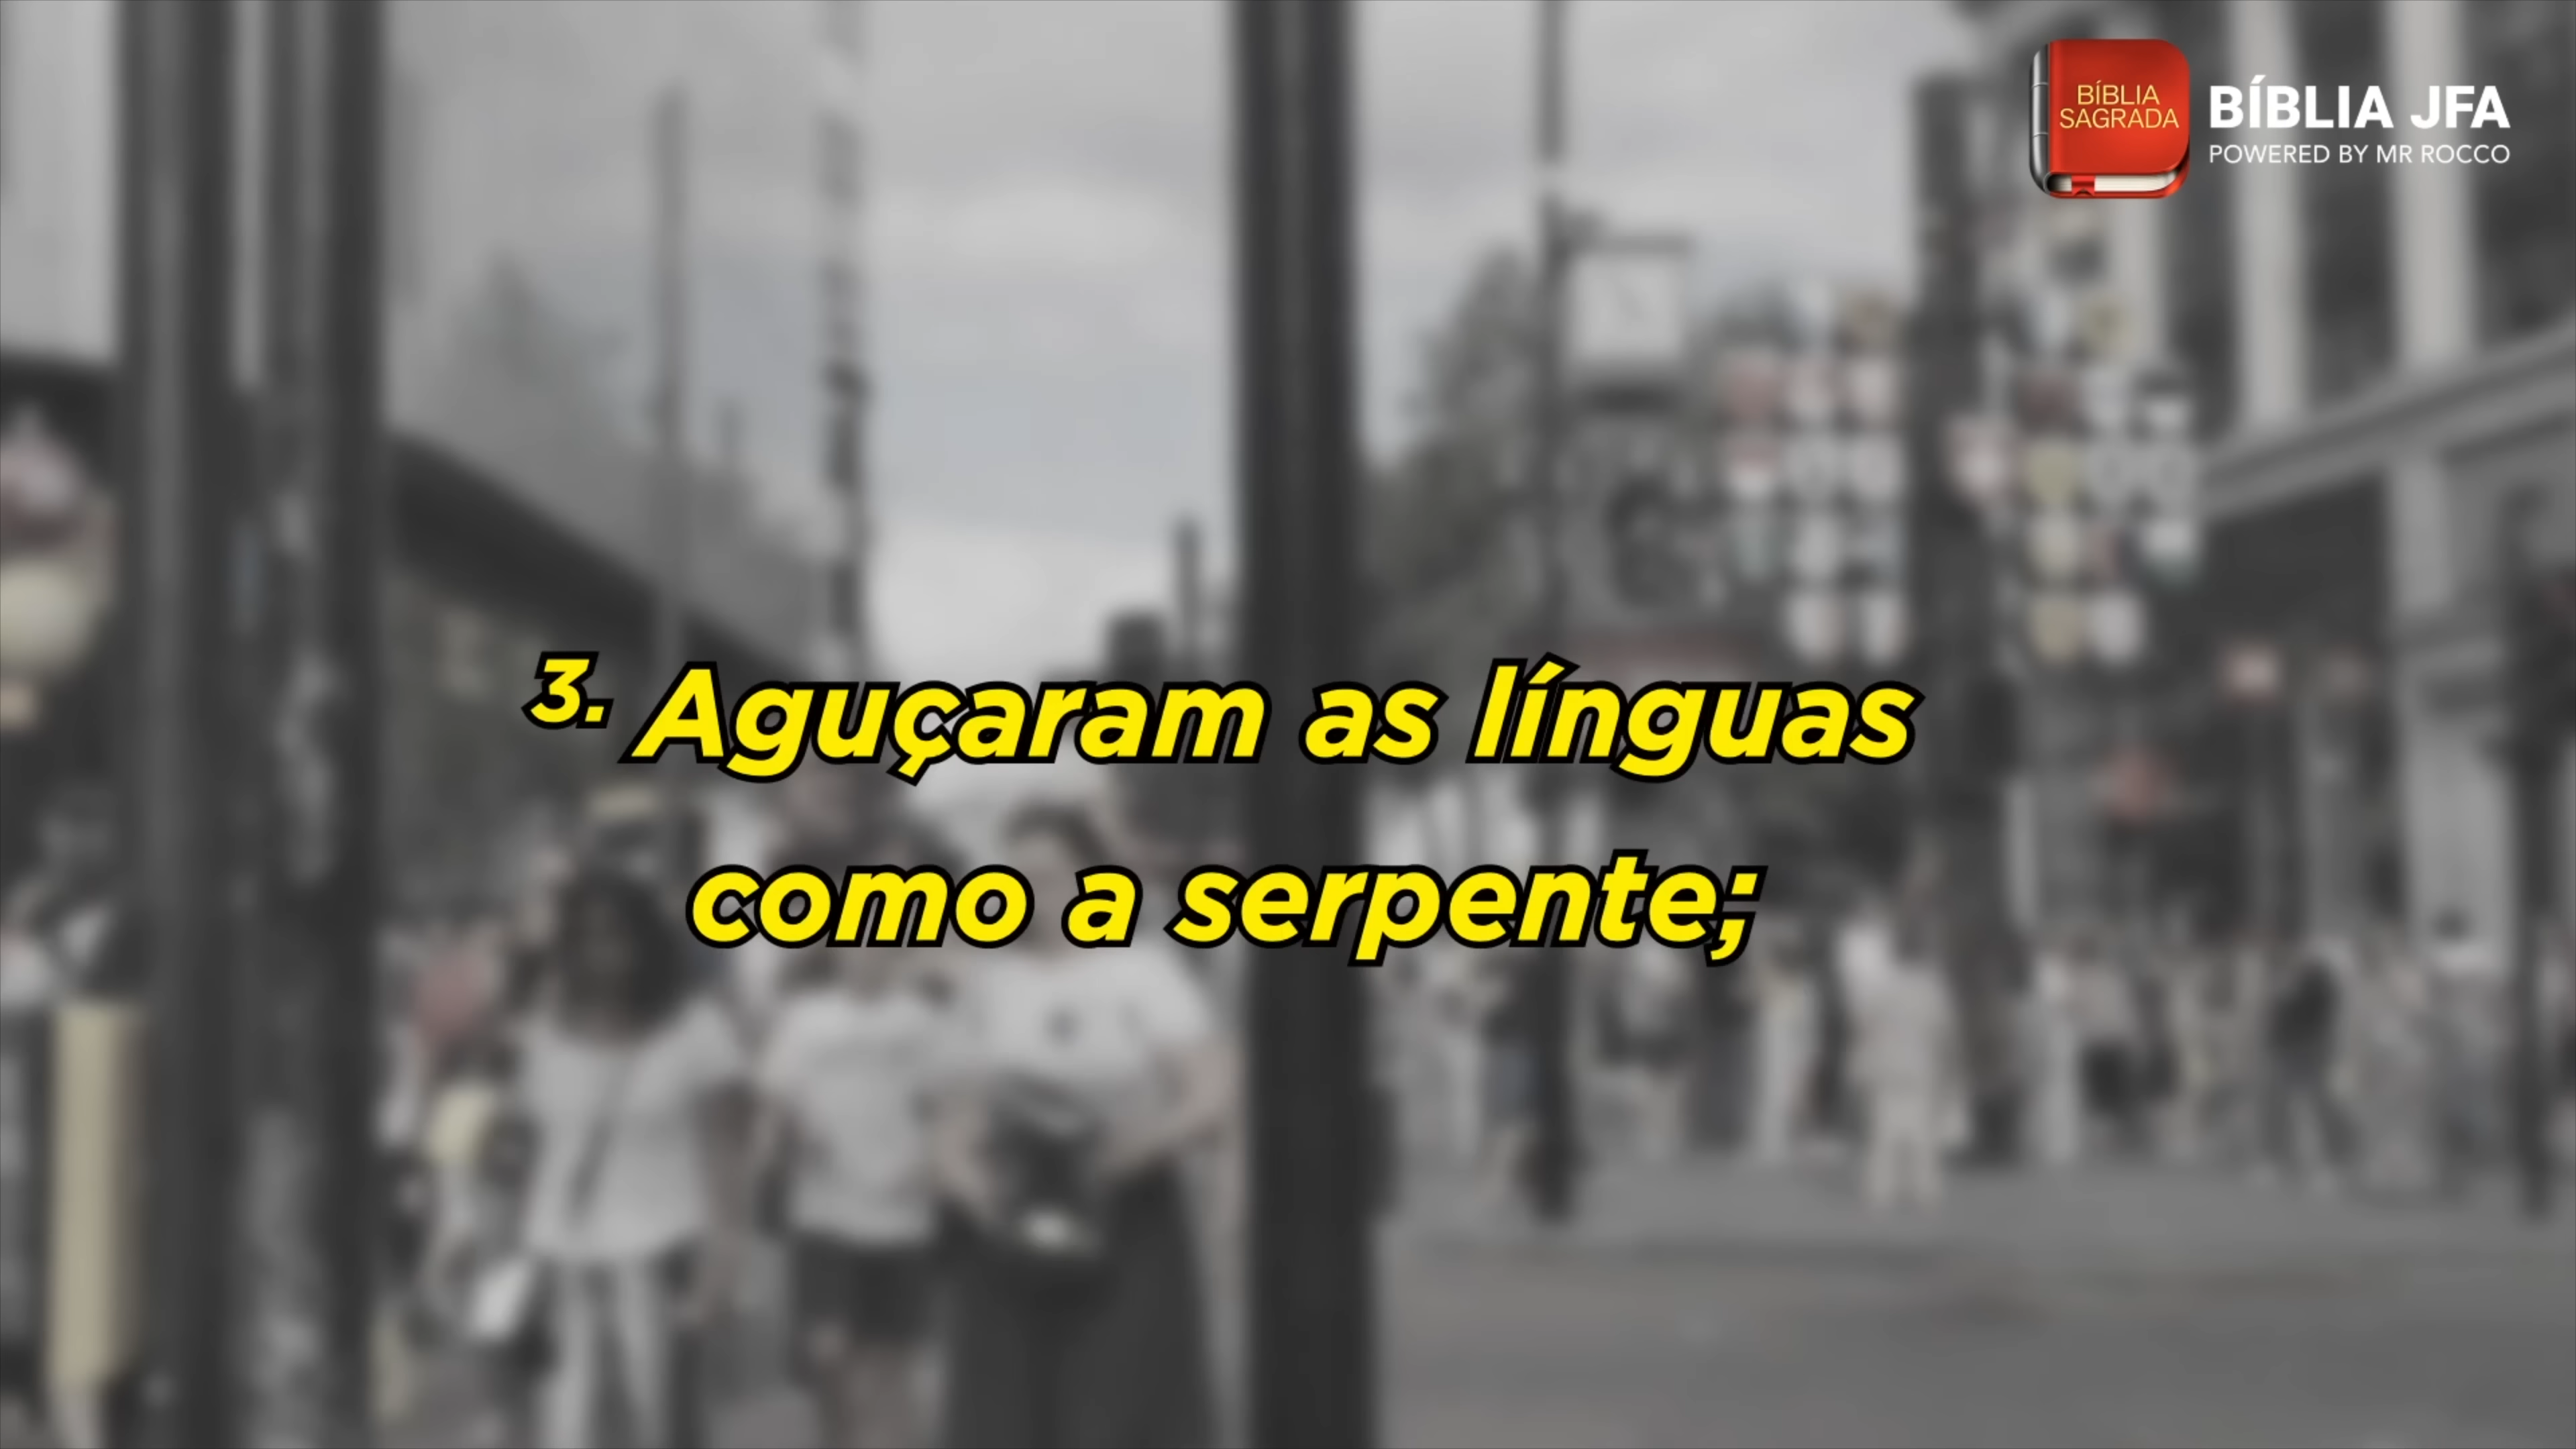 BÍBLIA
SAGRADA
BÍBLIA JFA
POWERED BY MR ROCCO
3. Aguçaram as línguas
como a serpente;